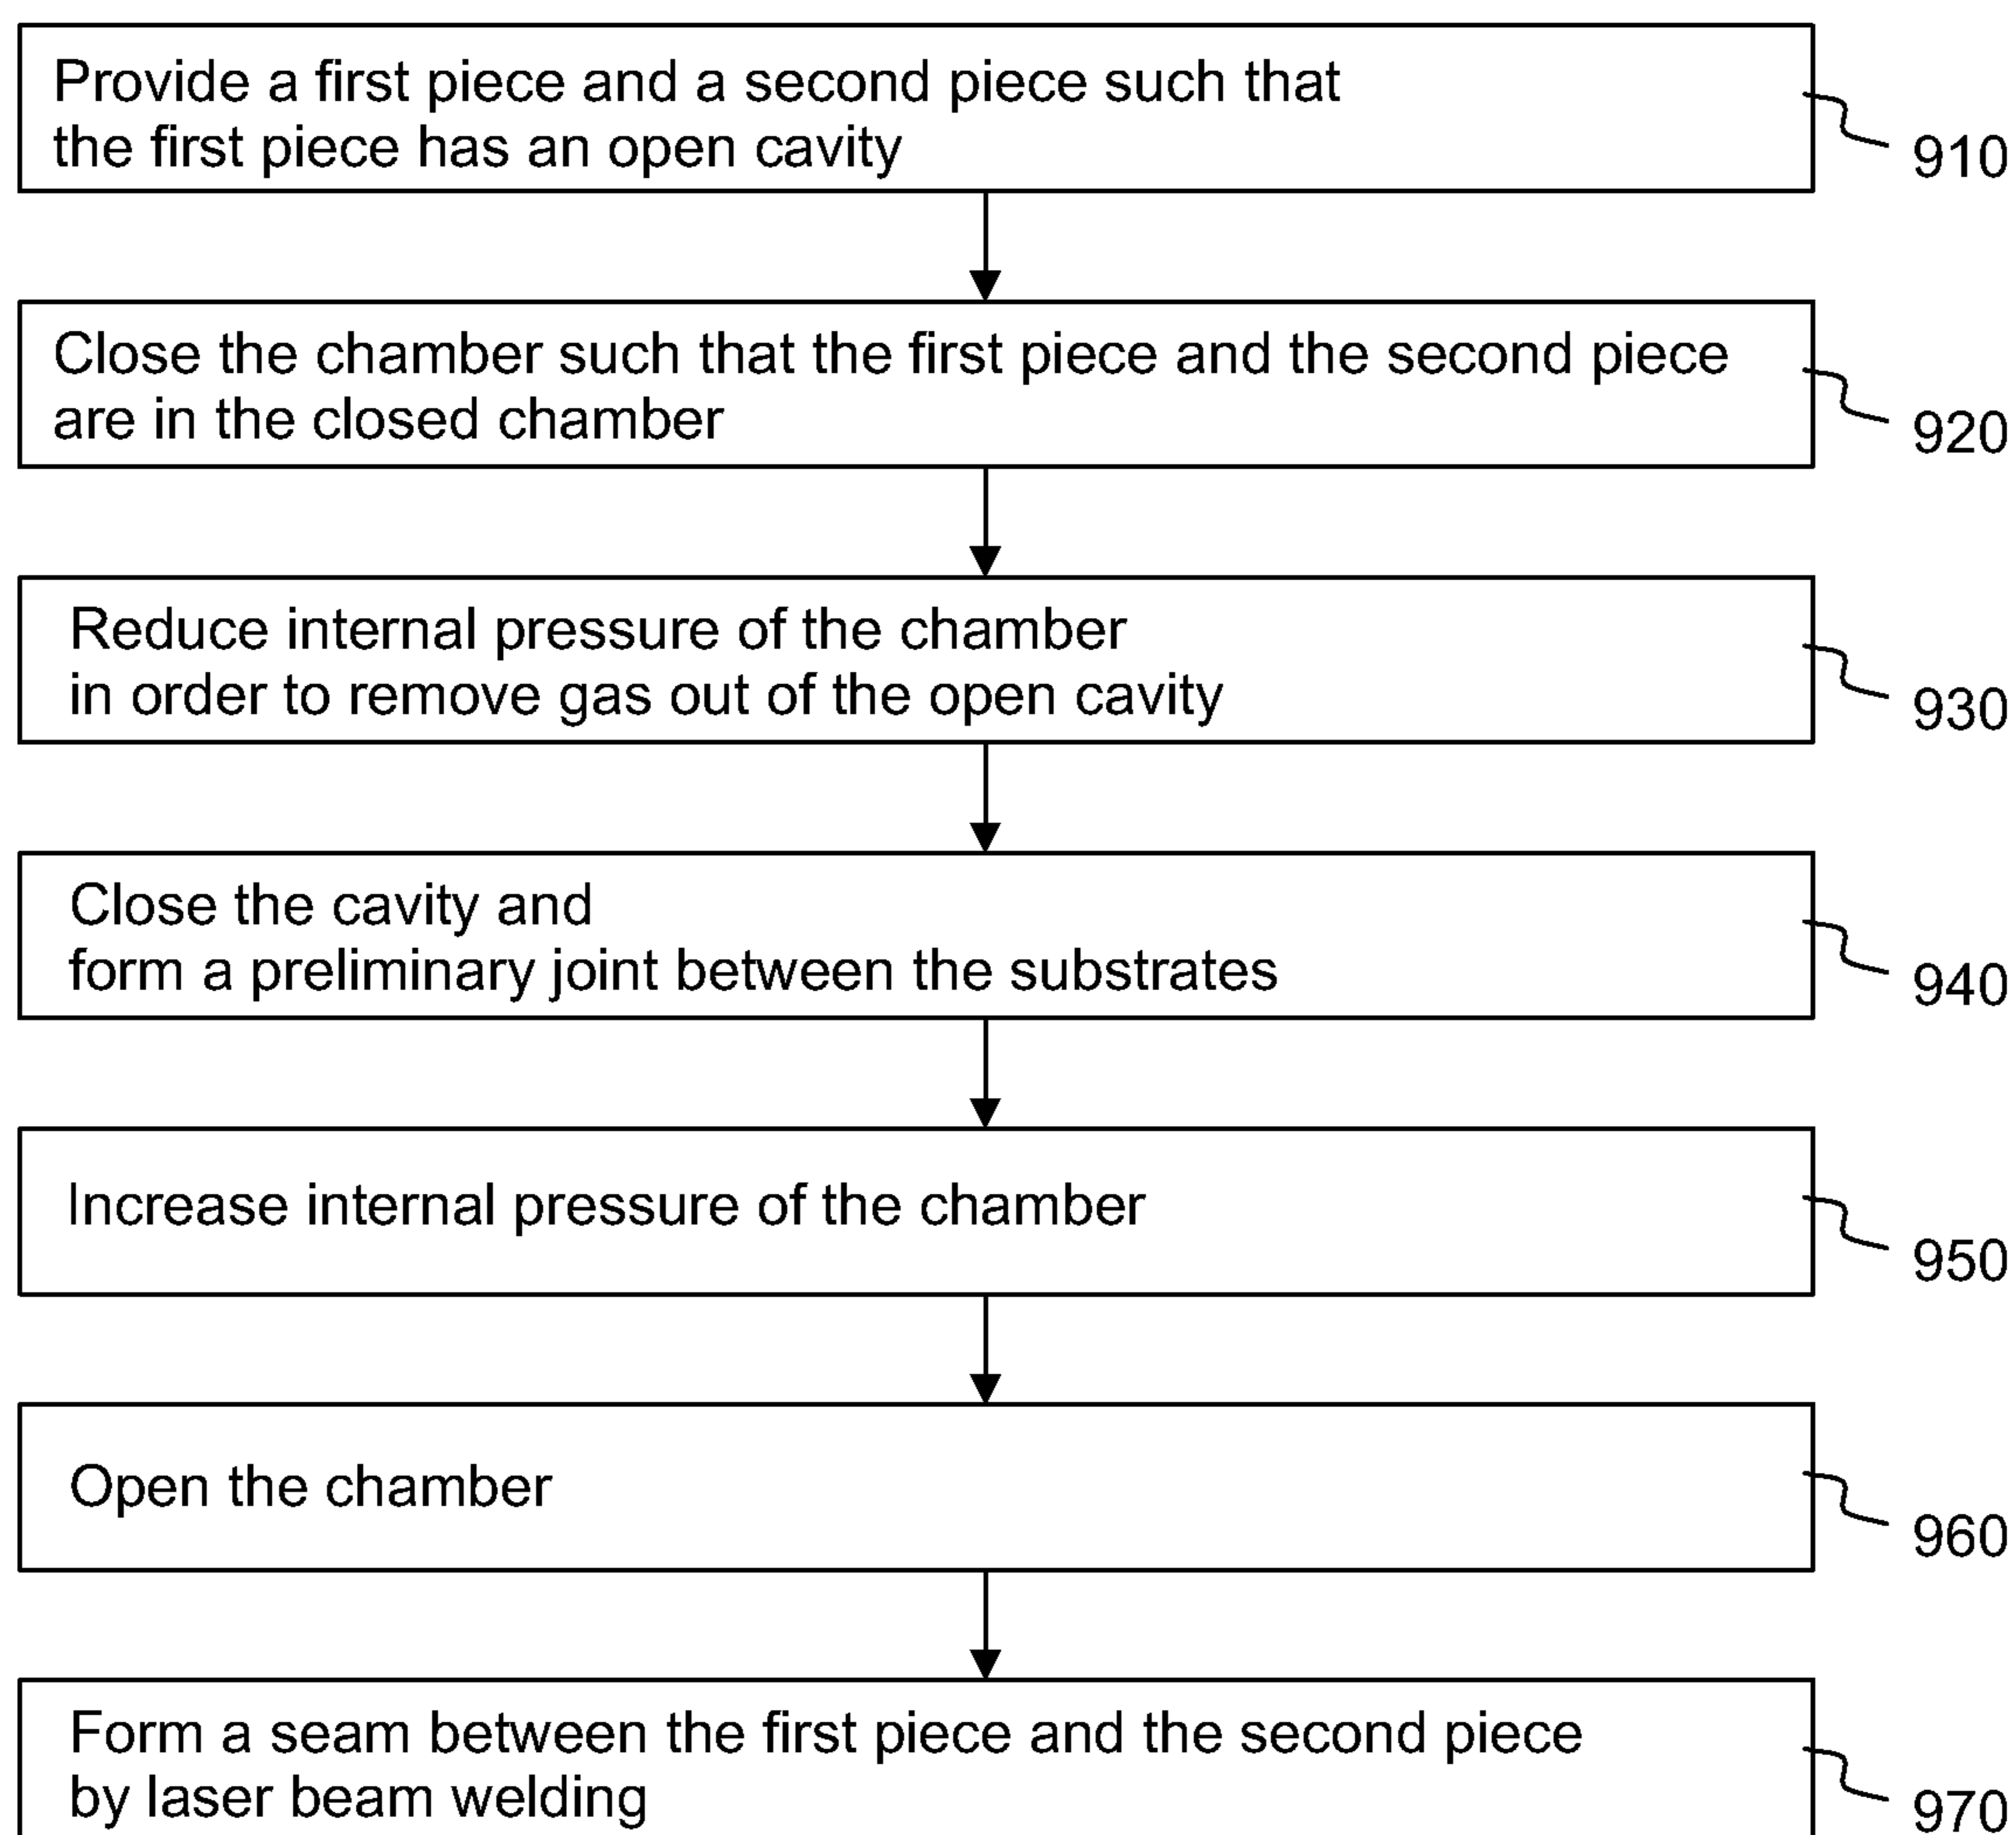 Provide a first piece and a second piece such that
the first piece has an open cavity
910
Close the chamber such that the first piece and the second piece
are in the closed chamber
920
Reduce internal pressure of the chamber
in order to remove gas out of the open cavity
930
Close the cavity and
form a preliminary joint between the substrates
940
Increase internal pressure of the chamber
950
Open the chamber
960
Form a seam between the first piece and the second piece
by laser beam welding
970